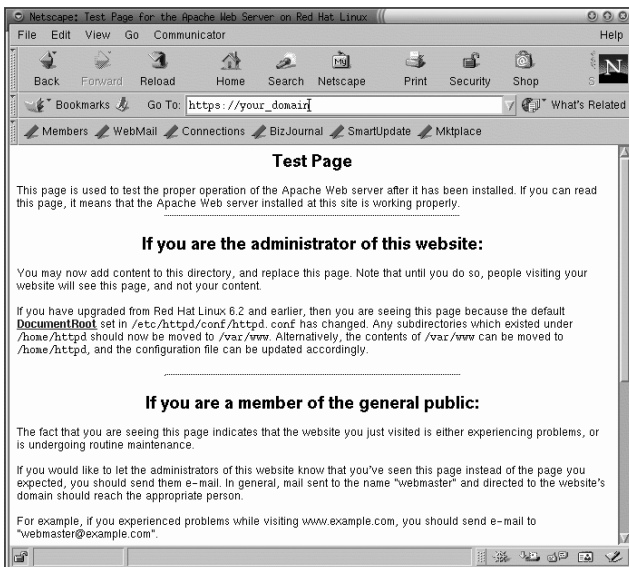 Netscape: Test Page for the Apache Web Server on Red Hat Linux
File Edit View Go Communicator Help
Back Forward Reload Home Search Netscape Print Security Shop S
My
N
Bookmarks Go To: https://your_domain What's Related
Members WebMail Connections BizJournal SmartUpdate Mktplace
Test Page
This page is used to test the proper operation of the Apache Web server after it has been installed. If you can read
this page, it means that the Apache Web server installed at this site is working properly.
If you are the administrator of this website:
You may now add content to this directory, and replace this page. Note that until you do so, people visiting your
website will see this page, and not your content.
If you have upgraded from Red Hat Linux 6.2 and earlier, then you are seeing this page because the default
DocumentRoot set in /etc/httpd/conf/httpd.conf has changed. Any subdirectories which existed under
/home/httpd should now be moved to /var/www. Alternatively, the contents of /var/www can be moved to
/home/httpd, and the configuration file can be updated accordingly.
If you are a member of the general public:
The fact that you are seeing this page indicates that the website you just visited is either experiencing problems, or
is undergoing routine maintenance.
If you would like to let the administrators of this website know that you've seen this page instead of the page you
expected, you should send them e-mail. In general, mail sent to the name "webmaster" and directed to the website's
domain should reach the appropriate person.
For example, if you experienced problems while visiting www.example.com, you should send e-mail to
"webmaster@example.com".